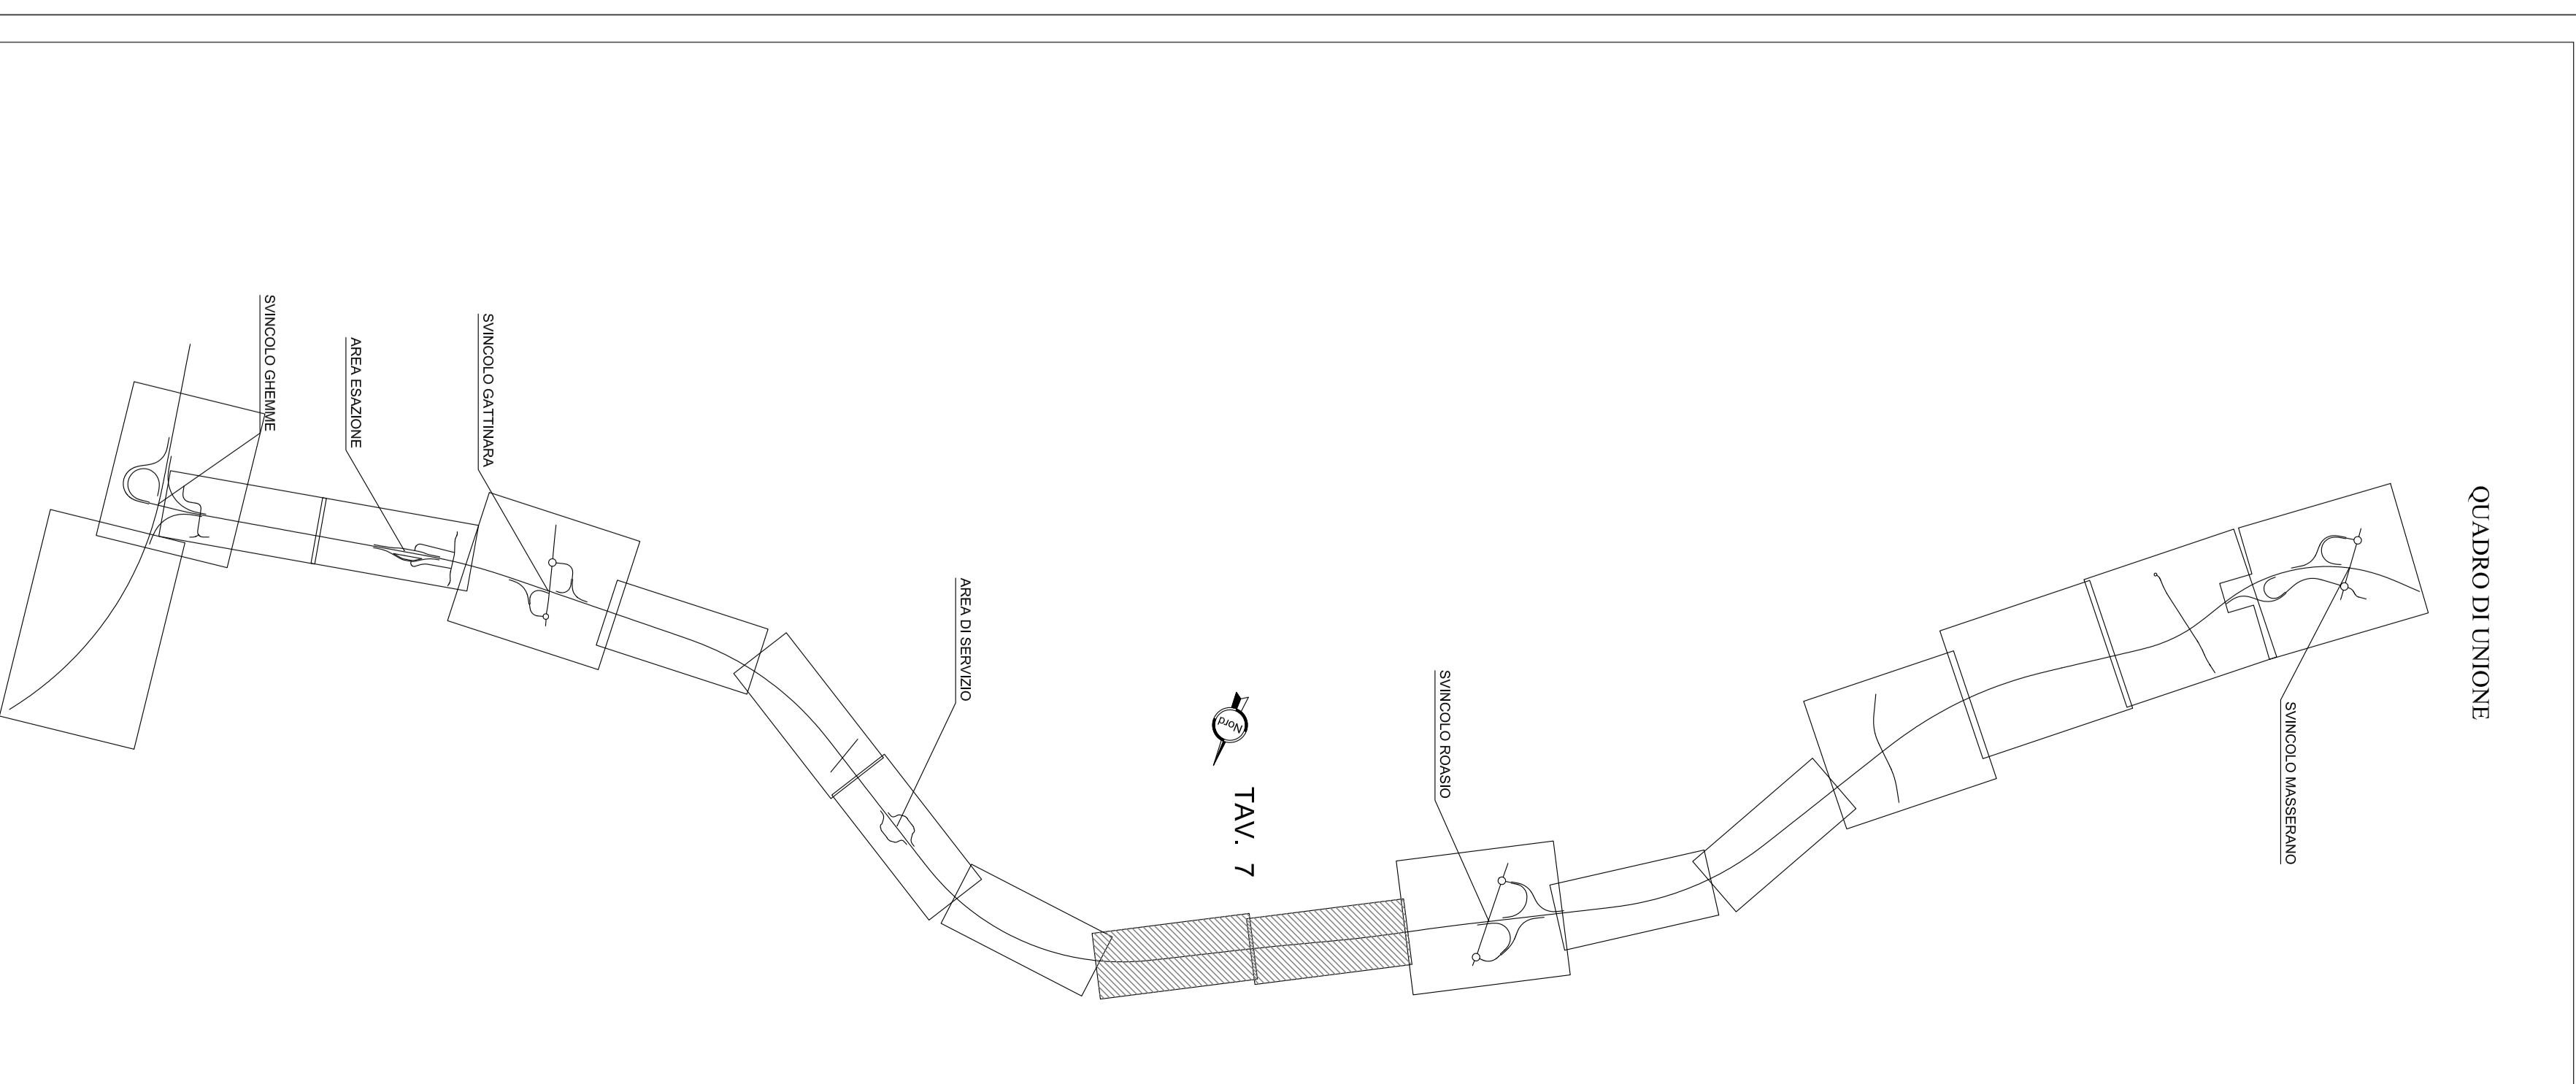 QUADRO DI UNIONE
SVINCOLO MASSERANO
SVINCOLO ROASIO
Nord
TAV. 7
AREA DI SERVIZIO
SVINCOLO GATTINARA
AREA ESAZIONE
SVINCOLO GHEMME